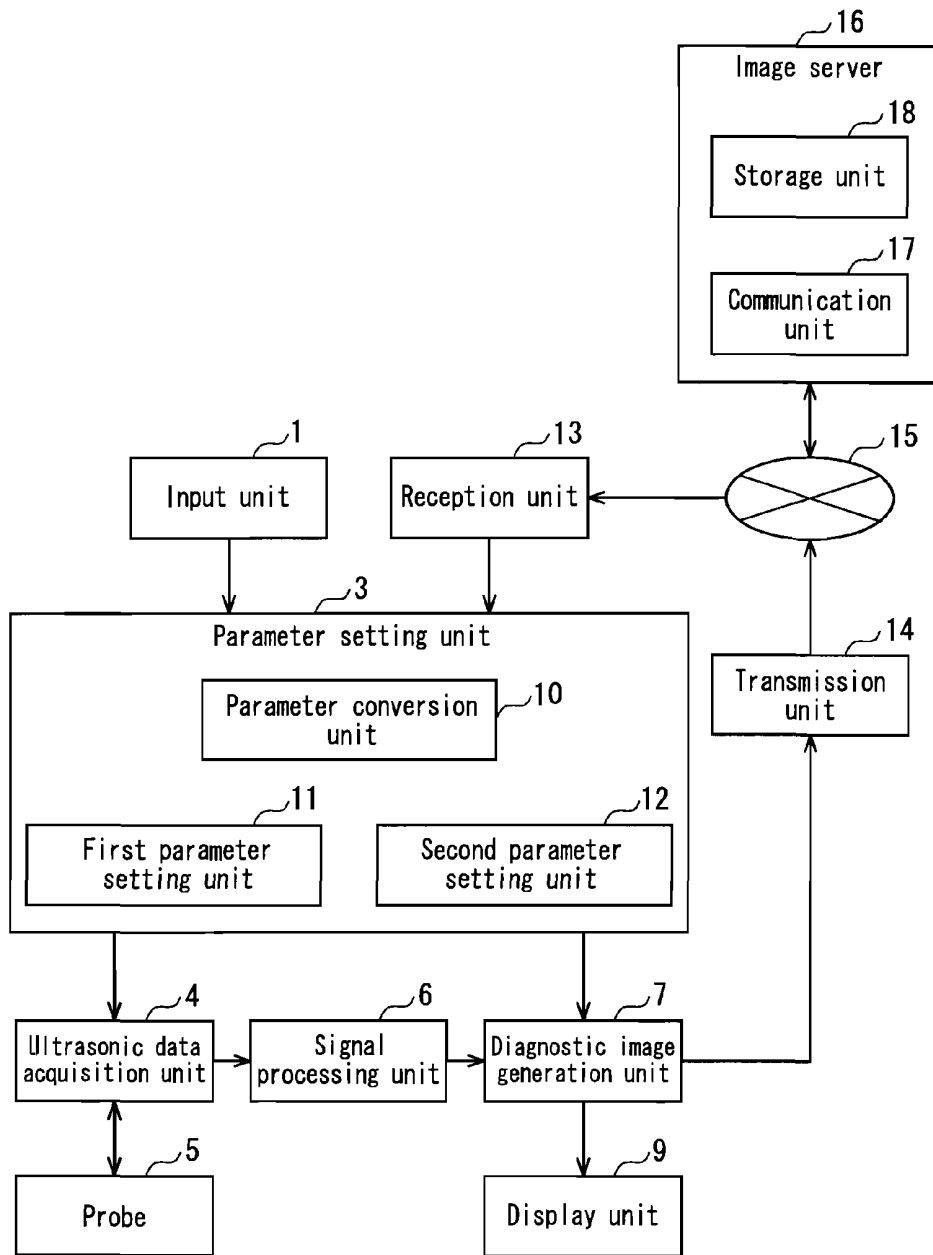 16
Image server
18
Storage unit
17
Communication
unit
1
Input unit
13
Reception unit
15
3
Parameter setting unit
14
Transmission
unit
Parameter conversion
unit
10
11
First parameter
setting unit
12
Second parameter
setting unit
4
Ultrasonic data
acquisition unit
6
Signal
processing unit
7
Diagnostic image
generation unit
5
Probe
9
Display unit